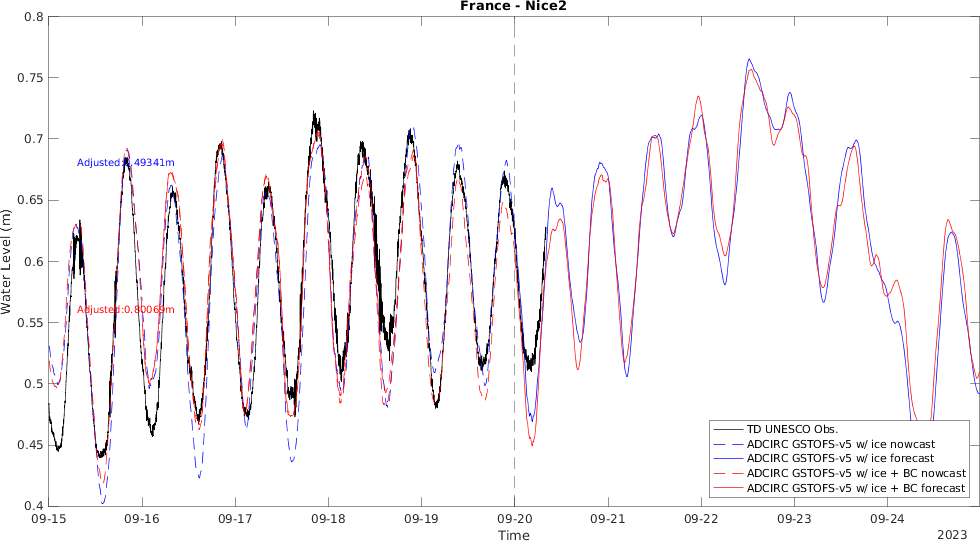 France - Nice2
0.8
0.75
0.7
0.65
0.6
0.55
0.5
0.45
0.4
Water Level (m)
Adjusted: 49341m
Adjusted:0.80069m
TD UNESCO Obs.
ADCIRC GSTOFS-v5 w/ ice nowcast
ADCIRC GSTOFS-v5 w/ ice forecast
ADCIRC GSTOFS-v5 w/ ice + BC nowcast
ADCIRC GSTOFS-v5 w/ ice + BC forecast
09-15 09-16 09-17 09-18 09-19 09-20 09-21 09-22 09-23 09-24
Time
2023